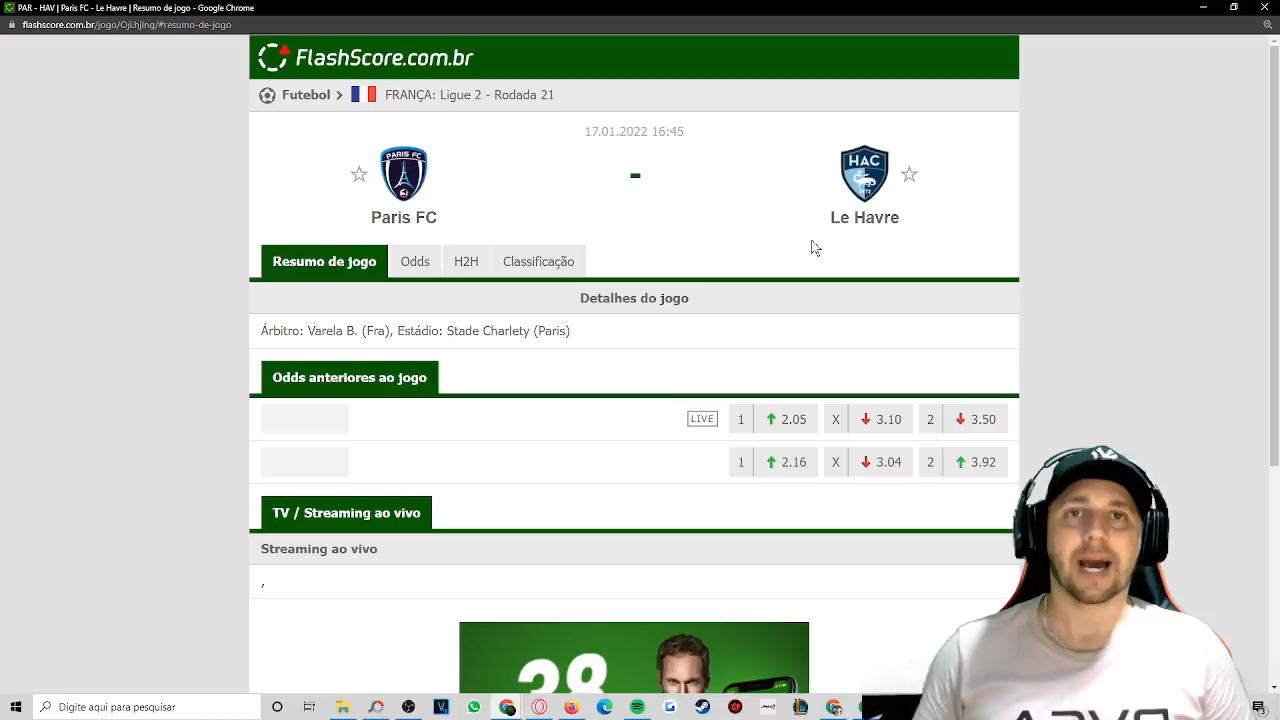 PAR - HAV | Paris FC - Le Havre | Resumo de jogo - Google Chrome
flashscore.com.br/jogo/OjLhjIng/#resumo-de-jogo
FlashScore.com.br
Futebol > FRANÇA: Ligue 2 - Rodada 21
17.01.2022 16:45
PARIS FC
HAC
1872
-
Paris FC
Le Havre
Resumo de jogo Odds H2H Classificação
Detalhes do jogo
Árbitro: Varela B. (Fra), Estádio: Stade Charlety (Paris)
Odds anteriores ao jogo
LIVE 1 2.05 X 3.10 2 3.50
1 2.16 X 3.04 2 3.92
TV / Streaming ao vivo
Streaming ao vivo
,
28
Digite aqui para pesquisar